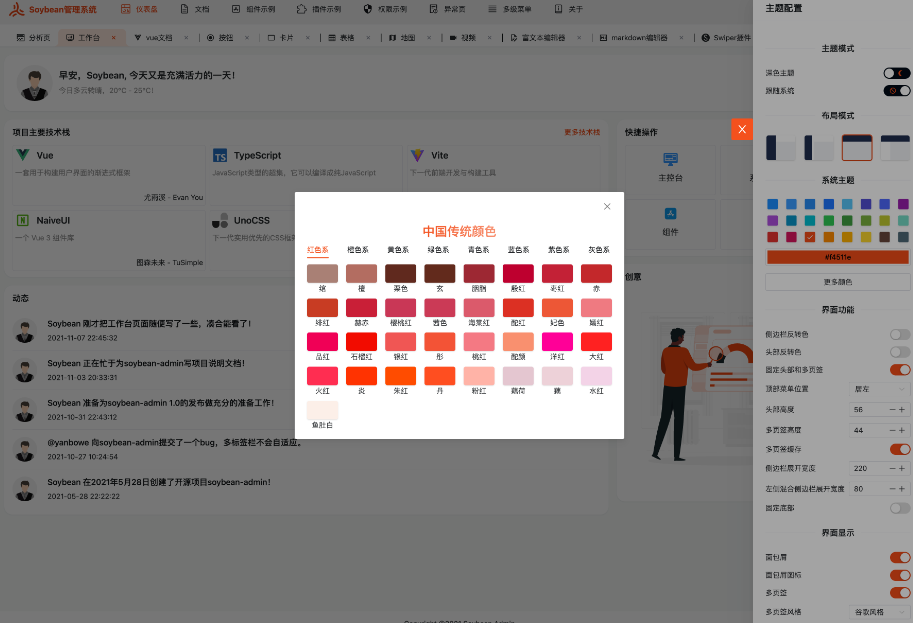 Soybean管理系统
仪表盘 文档 组件示例 插件示例 权限示例 异常页 多级菜单 关于
分析页 工作台 vue文档 按钮 卡片 表格 地图 视频 富文本编辑器 markdown编辑器 Swiper插件
早安，Soybean, 今天又是充满活力的一天！
今日多云转晴，20℃ - 25℃！
项目主要技术栈 更多技术栈
Vue TypeScript Vite
一套用于构建用户界面的渐进式框架 JavaScript类型的超集，它可以编译成纯JavaScript 下一代前端开发与构建工具
尤雨溪 - Evan You
NaiveUI UnoCSS
一个 Vue 3 组件库
图森未来 - TuSimple
快捷操作
主控台
组件
创意
动态
Soybean 刚才把工作台页面随便写了一些，凑合能看了！
2021-11-07 22:45:32
Soybean 正在忙于为soybean-admin写项目说明文档！
2021-11-03 20:33:31
Soybean 准备为soybean-admin 1.0的发布做充分的准备工作！
2021-10-31 22:43:12
@yanbowe 向soybean-admin提交了一个bug，多标签栏不会自适应。
2021-10-27 10:24:54
Soybean 在2021年5月28日创建了开源项目soybean-admin！
2021-05-28 22:22:22
中国传统颜色
红色系 橙色系 黄色系 绿色系 青色系 蓝色系 紫色系 灰色系
绾 檀 栗色 玄 胭脂 殷红 彩红 赤
绯红 赫赤 樱桃红 茜色 海棠红 酡红 妃色 嫣红
品红 石榴红 银红 彤 桃红 酡颜 洋红 大红
火红 炎 朱红 丹 粉红 藕荷 藕 水红
鱼肚白
主题配置
主题模式
深色主题
跟随系统
布局模式
系统主题
#f4511e
更多颜色
界面功能
侧边栏反转色
头部反转色
固定头部和多页签
顶部菜单位置 居左
头部高度 56
多页签高度 44
多页签缓存
侧边栏展开宽度 220
左侧混合侧边栏展开宽度 80
固定底部
界面显示
面包屑
面包屑图标
多页签
多页签风格 谷歌风格